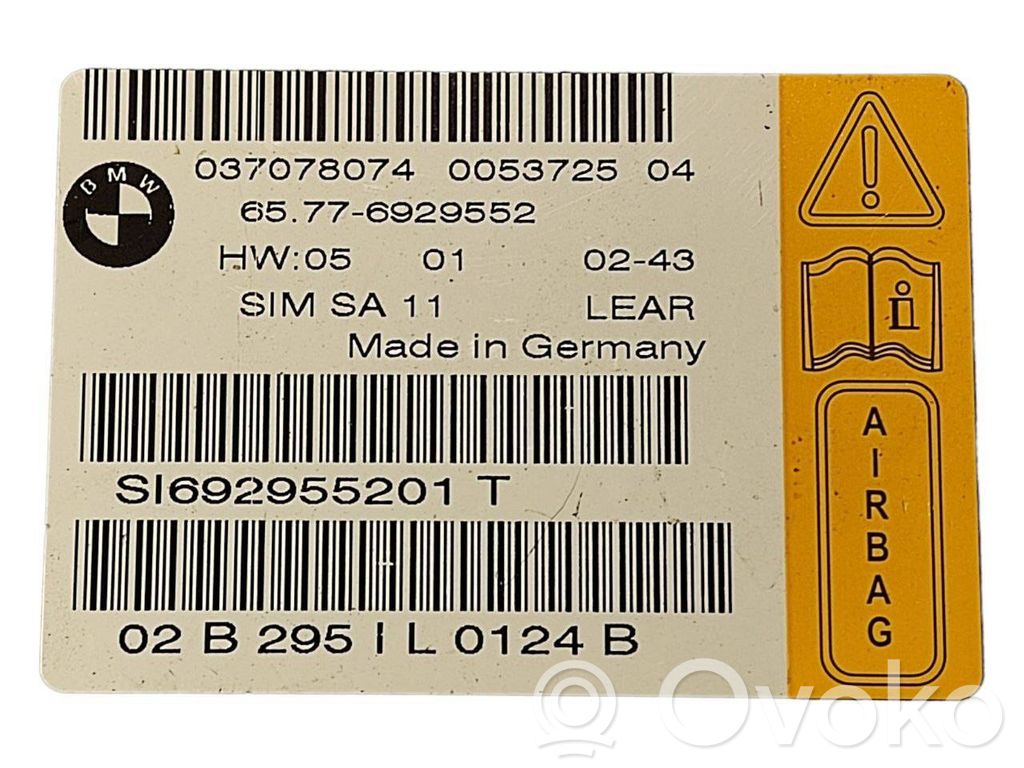 037078074 0053725 04
BMW
65.77-6929552
HW:05 01 02-43
SIM SA 11 LEAR
Made in Germany
SI692955201 T
02 B 295 I L 0124 B
i
AIRBAG
Ovoko